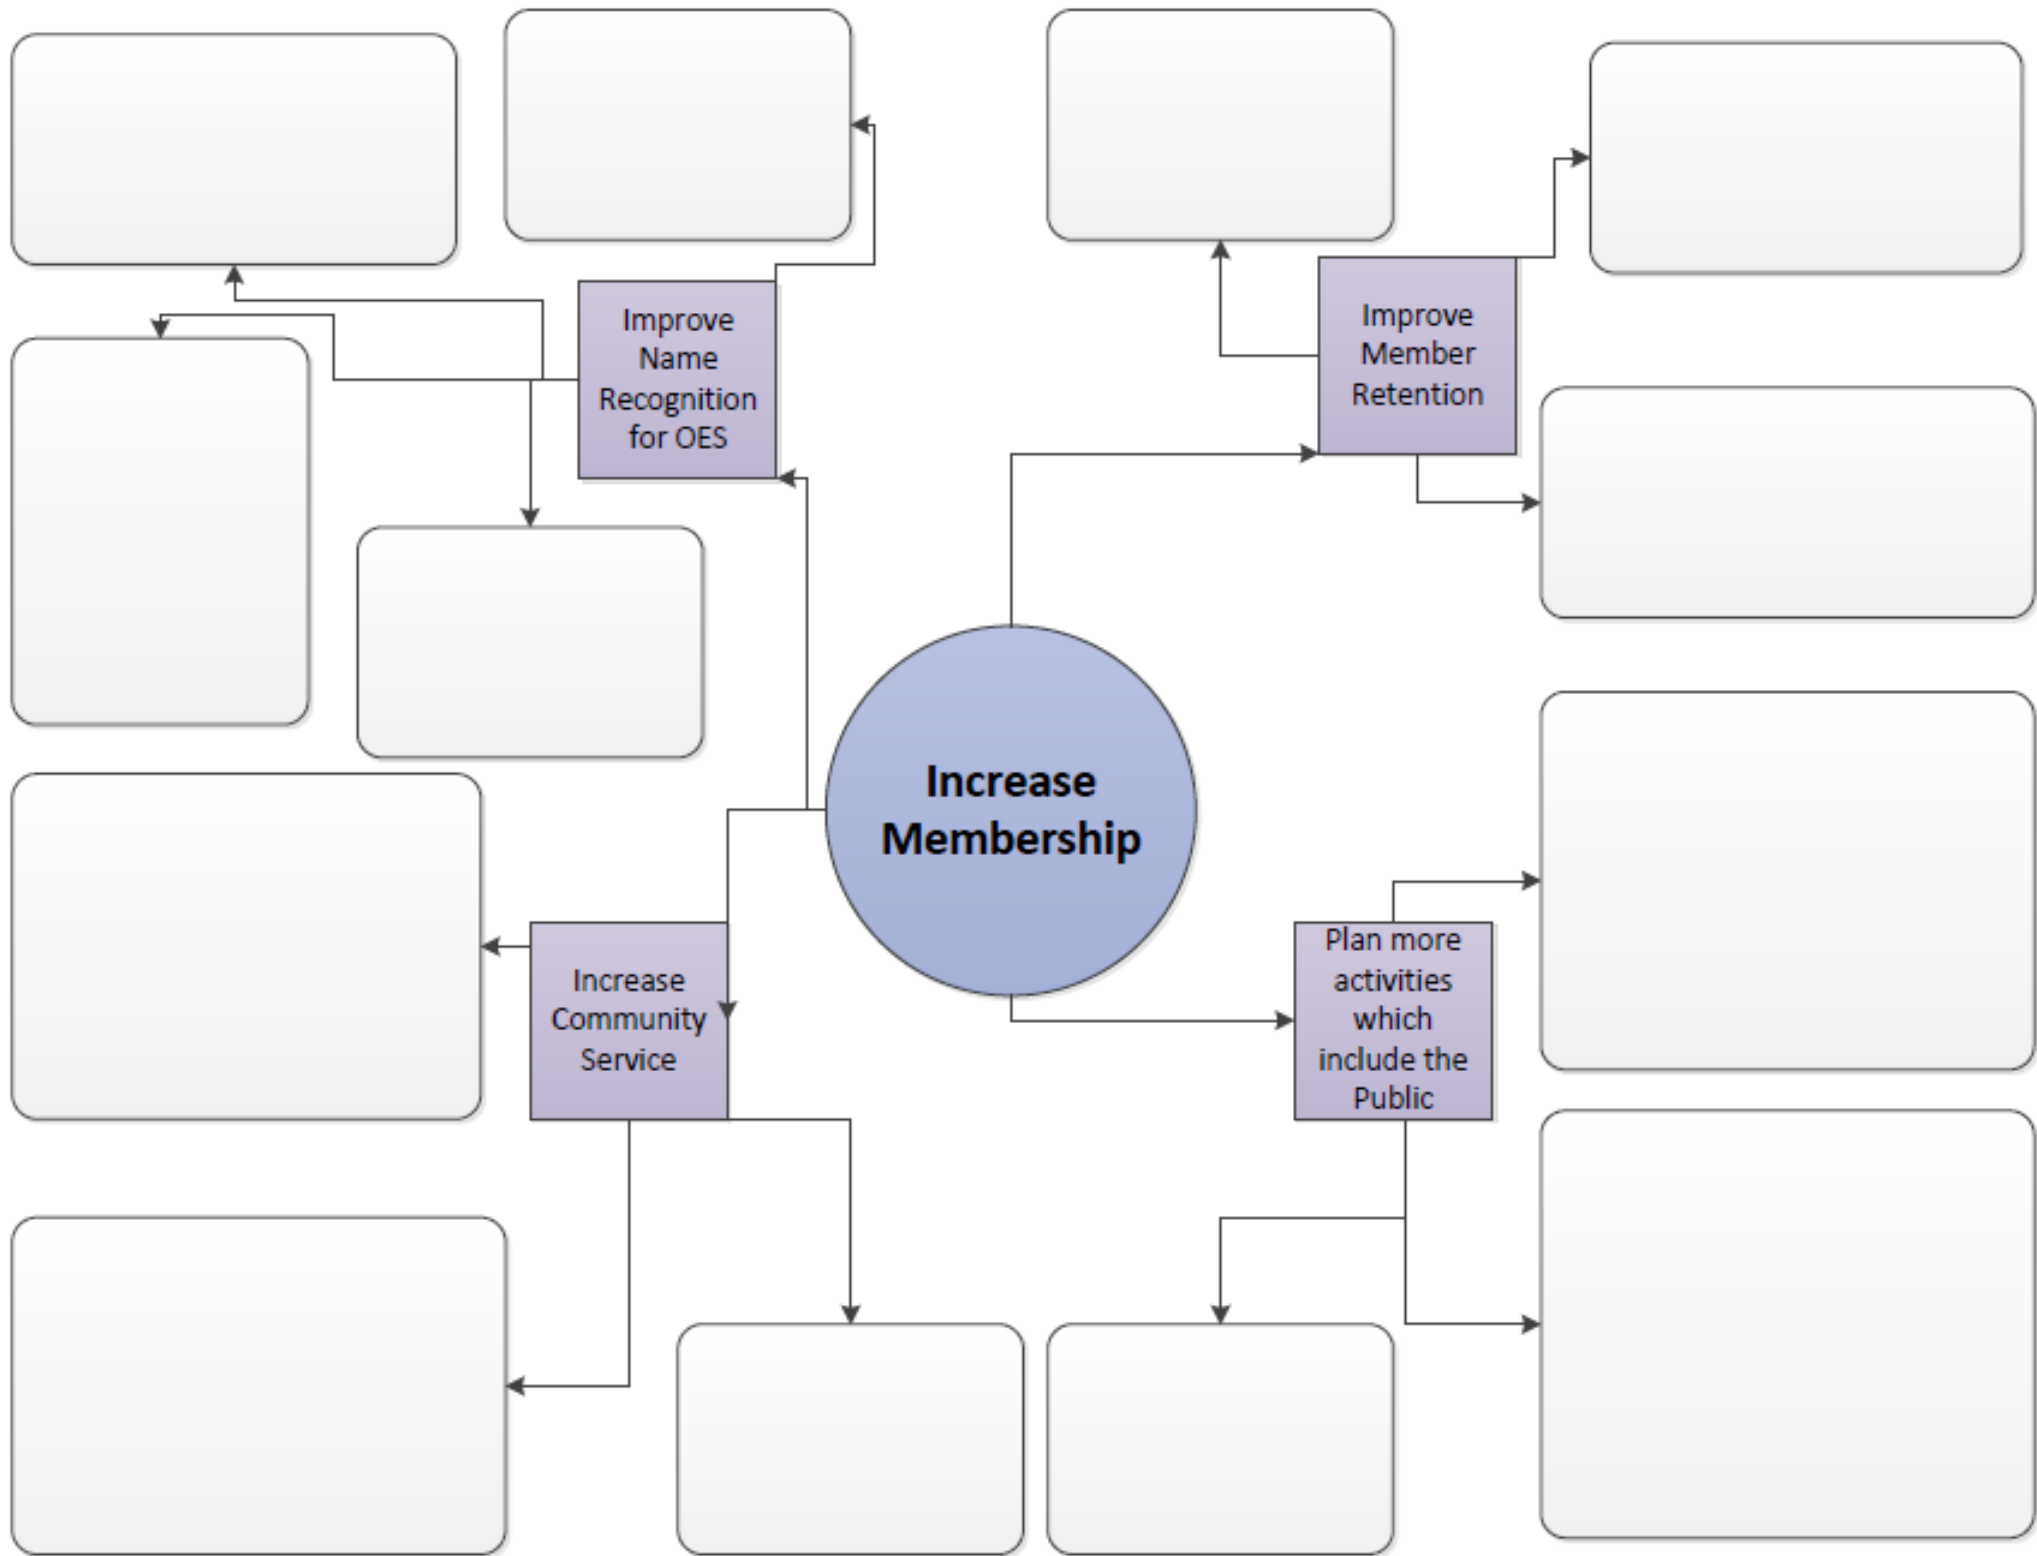 Improve
Name
Recognition
for OES
Improve
Member
Retention
Increase
Membership
Increase
Community
Service
Plan more
activities
which
include the
Public